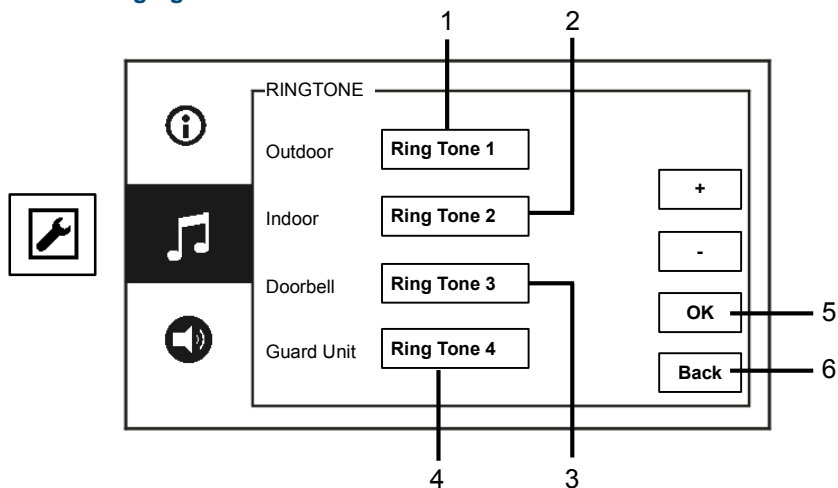 1 2
RINGTONE
Outdoor Ring Tone 1
Indoor Ring Tone 2
+
Doorbell Ring Tone 3
-
OK 5
Guard Unit Ring Tone 4
Back 6
4 3